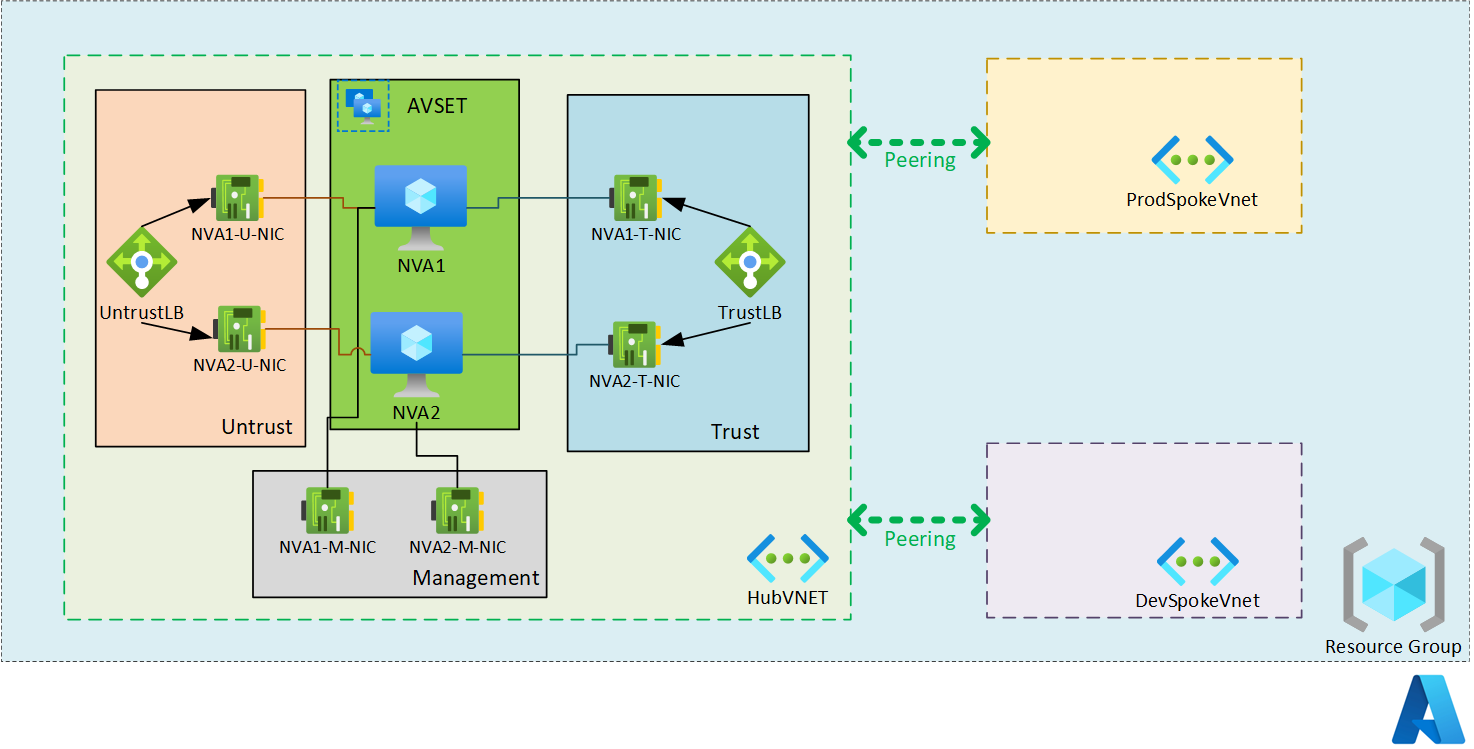 AVSET
Peering
NVA1-U-NIC
NVA1
NVA1-T-NIC
ProdSpokeVnet
UntrustLB
TrustLB
NVA2-U-NIC
NVA2
NVA2-T-NIC
Untrust
Trust
Peering
NVA1-M-NIC
NVA2-M-NIC
Management
HubVNET
DevSpokeVnet
Resource Group